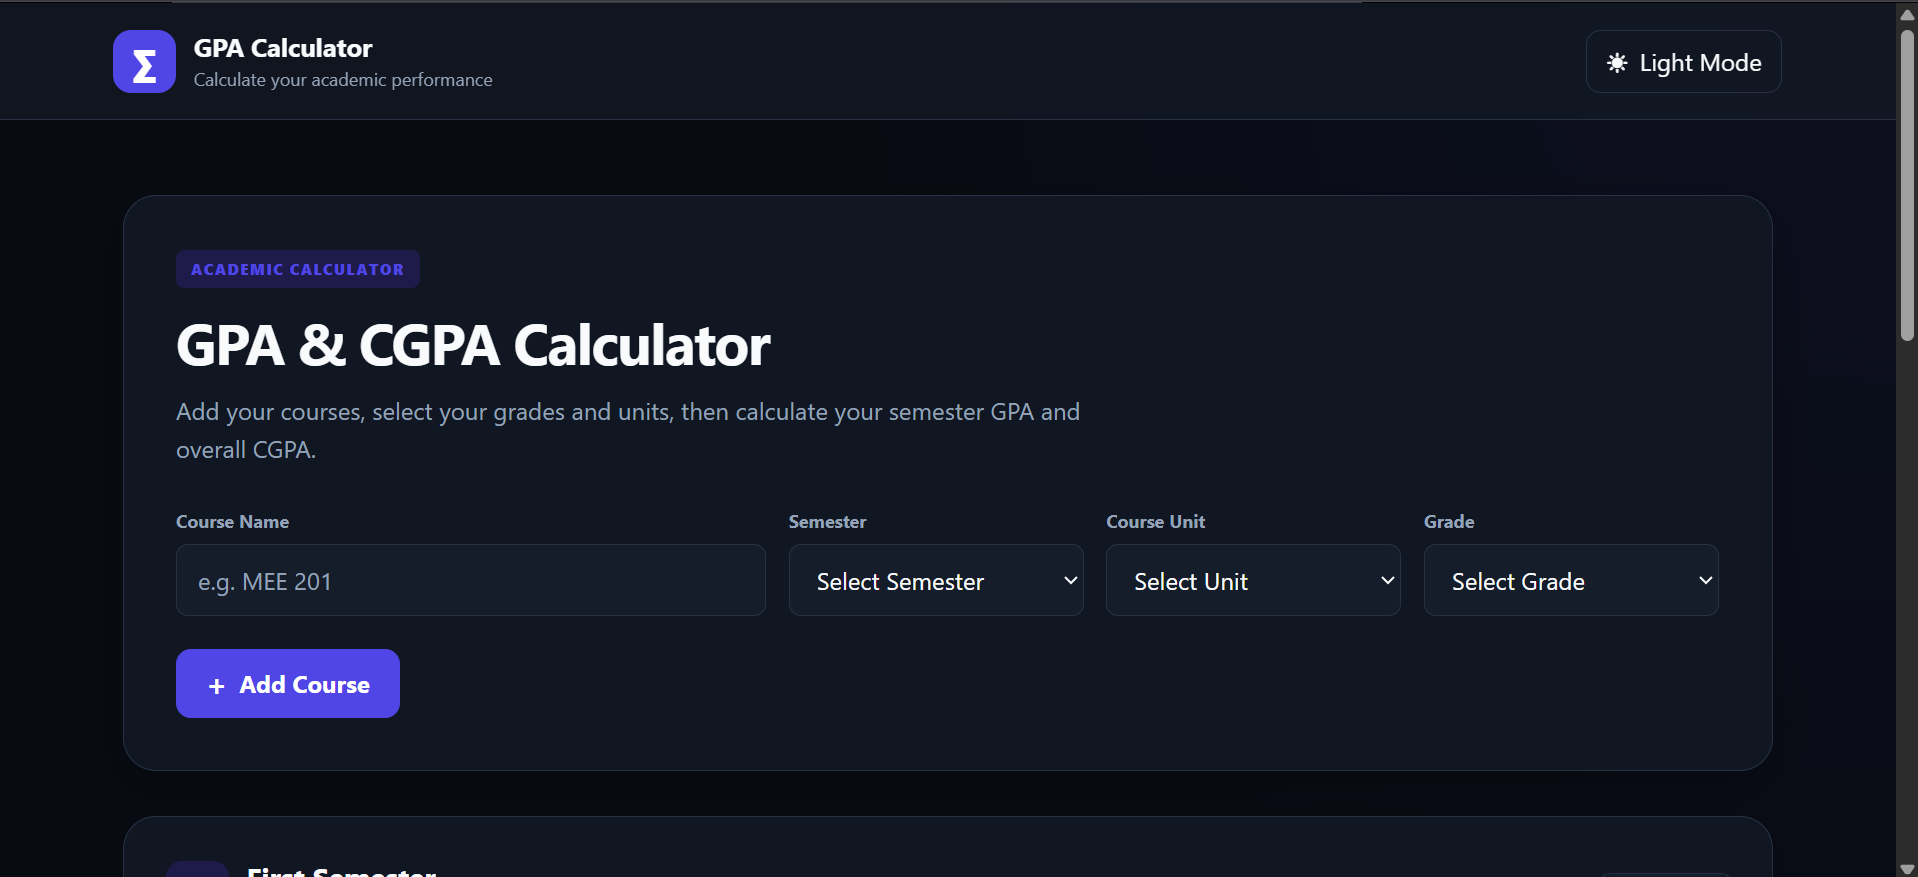 Σ
GPA Calculator
Calculate your academic performance
☀ Light Mode
ACADEMIC CALCULATOR
GPA & CGPA Calculator
Add your courses, select your grades and units, then calculate your semester GPA and
overall CGPA.
Course Name
Semester
Course Unit
Grade
e.g. MEE 201
Select Semester
Select Unit
Select Grade
+ Add Course
First Semester